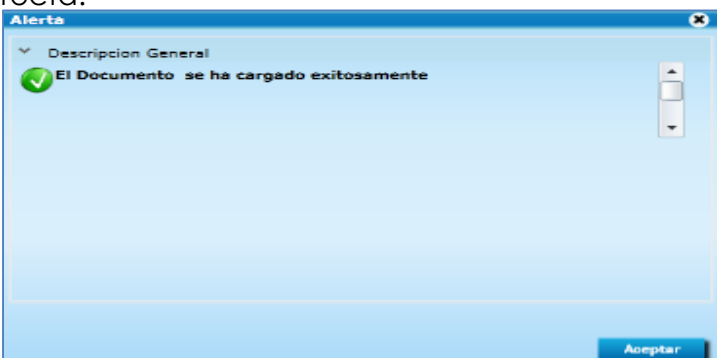 Alerta
Descripcion General
El Documento se ha cargado exitosamente
Aceptar